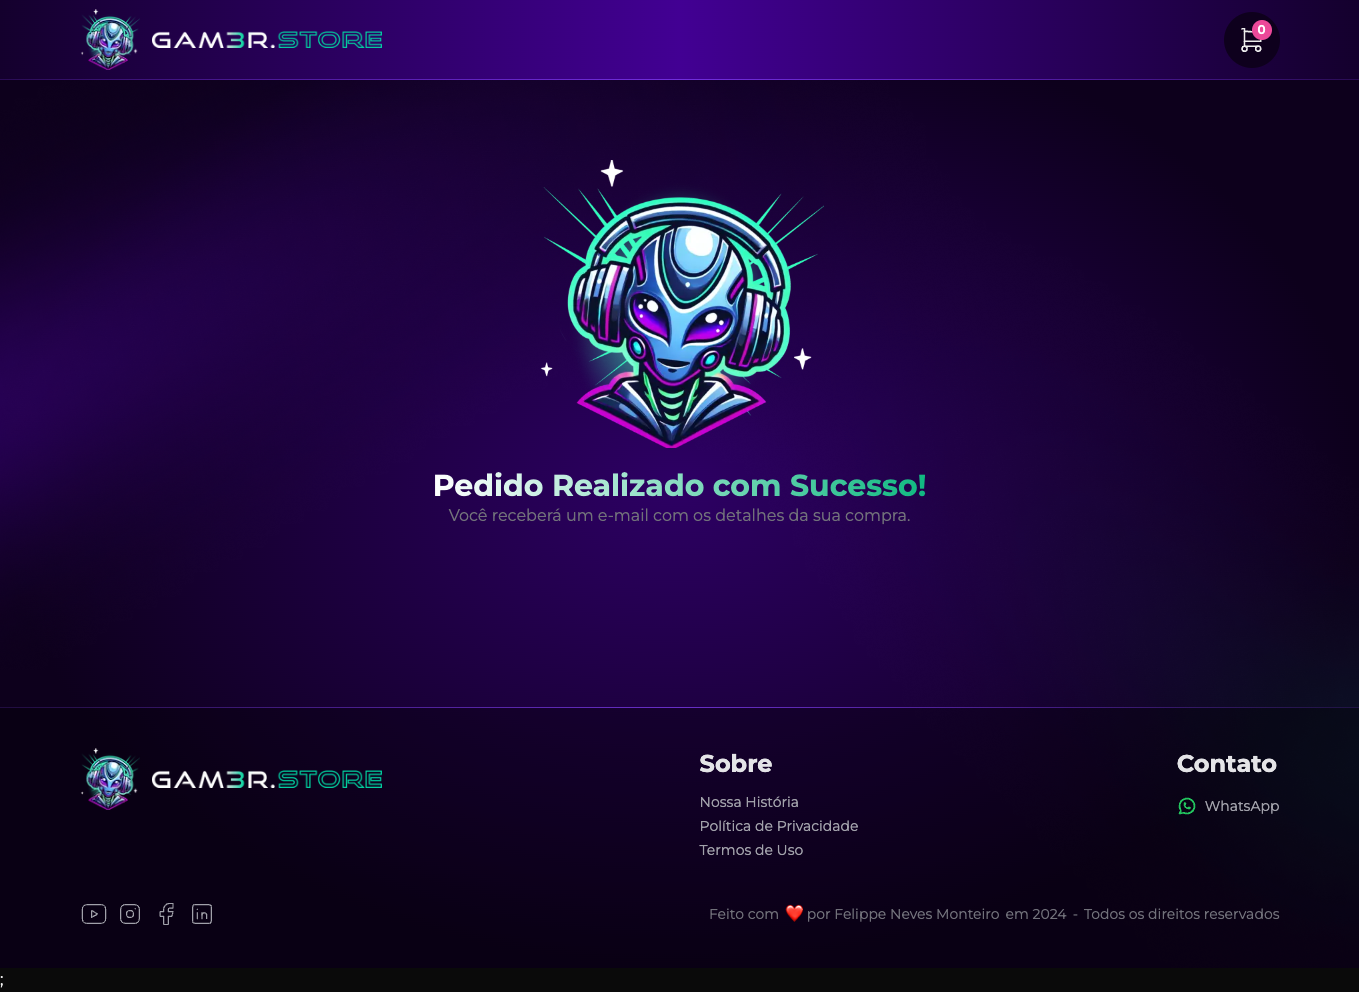 GAM3R.STORE
0
Pedido Realizado com Sucesso!
Você receberá um e-mail com os detalhes da sua compra.
GAM3R.STORE
Sobre
Nossa História
Política de Privacidade
Termos de Uso
Contato
WhatsApp
Feito com ❤️ por Felippe Neves Monteiro em 2024 - Todos os direitos reservados
;